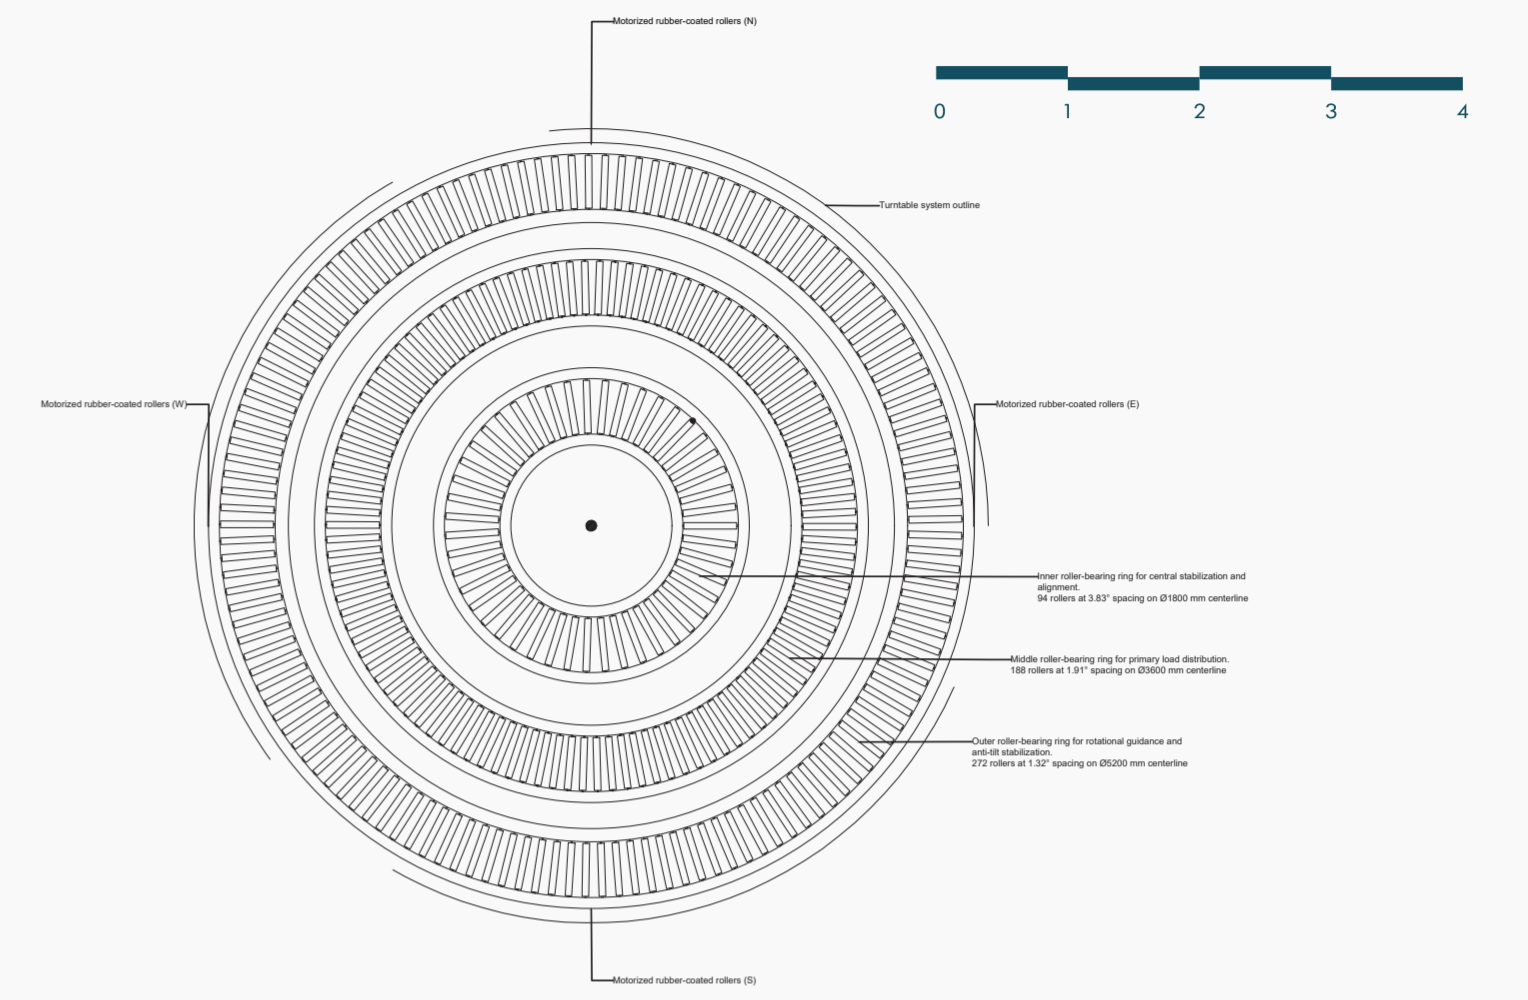 Motorized rubber-coated rollers (N)
0 1 2 3 4
Turntable system outline
Motorized rubber-coated rollers (W)
Motorized rubber-coated rollers (E)
Inner roller-bearing ring for central stabilization and
alignment.
94 rollers at 3.83° spacing on Ø1800 mm centerline
Middle roller-bearing ring for primary load distribution.
188 rollers at 1.91° spacing on Ø3600 mm centerline
Outer roller-bearing ring for rotational guidance and
anti-tilt stabilization.
272 rollers at 1.32° spacing on Ø5200 mm centerline
Motorized rubber-coated rollers (S)